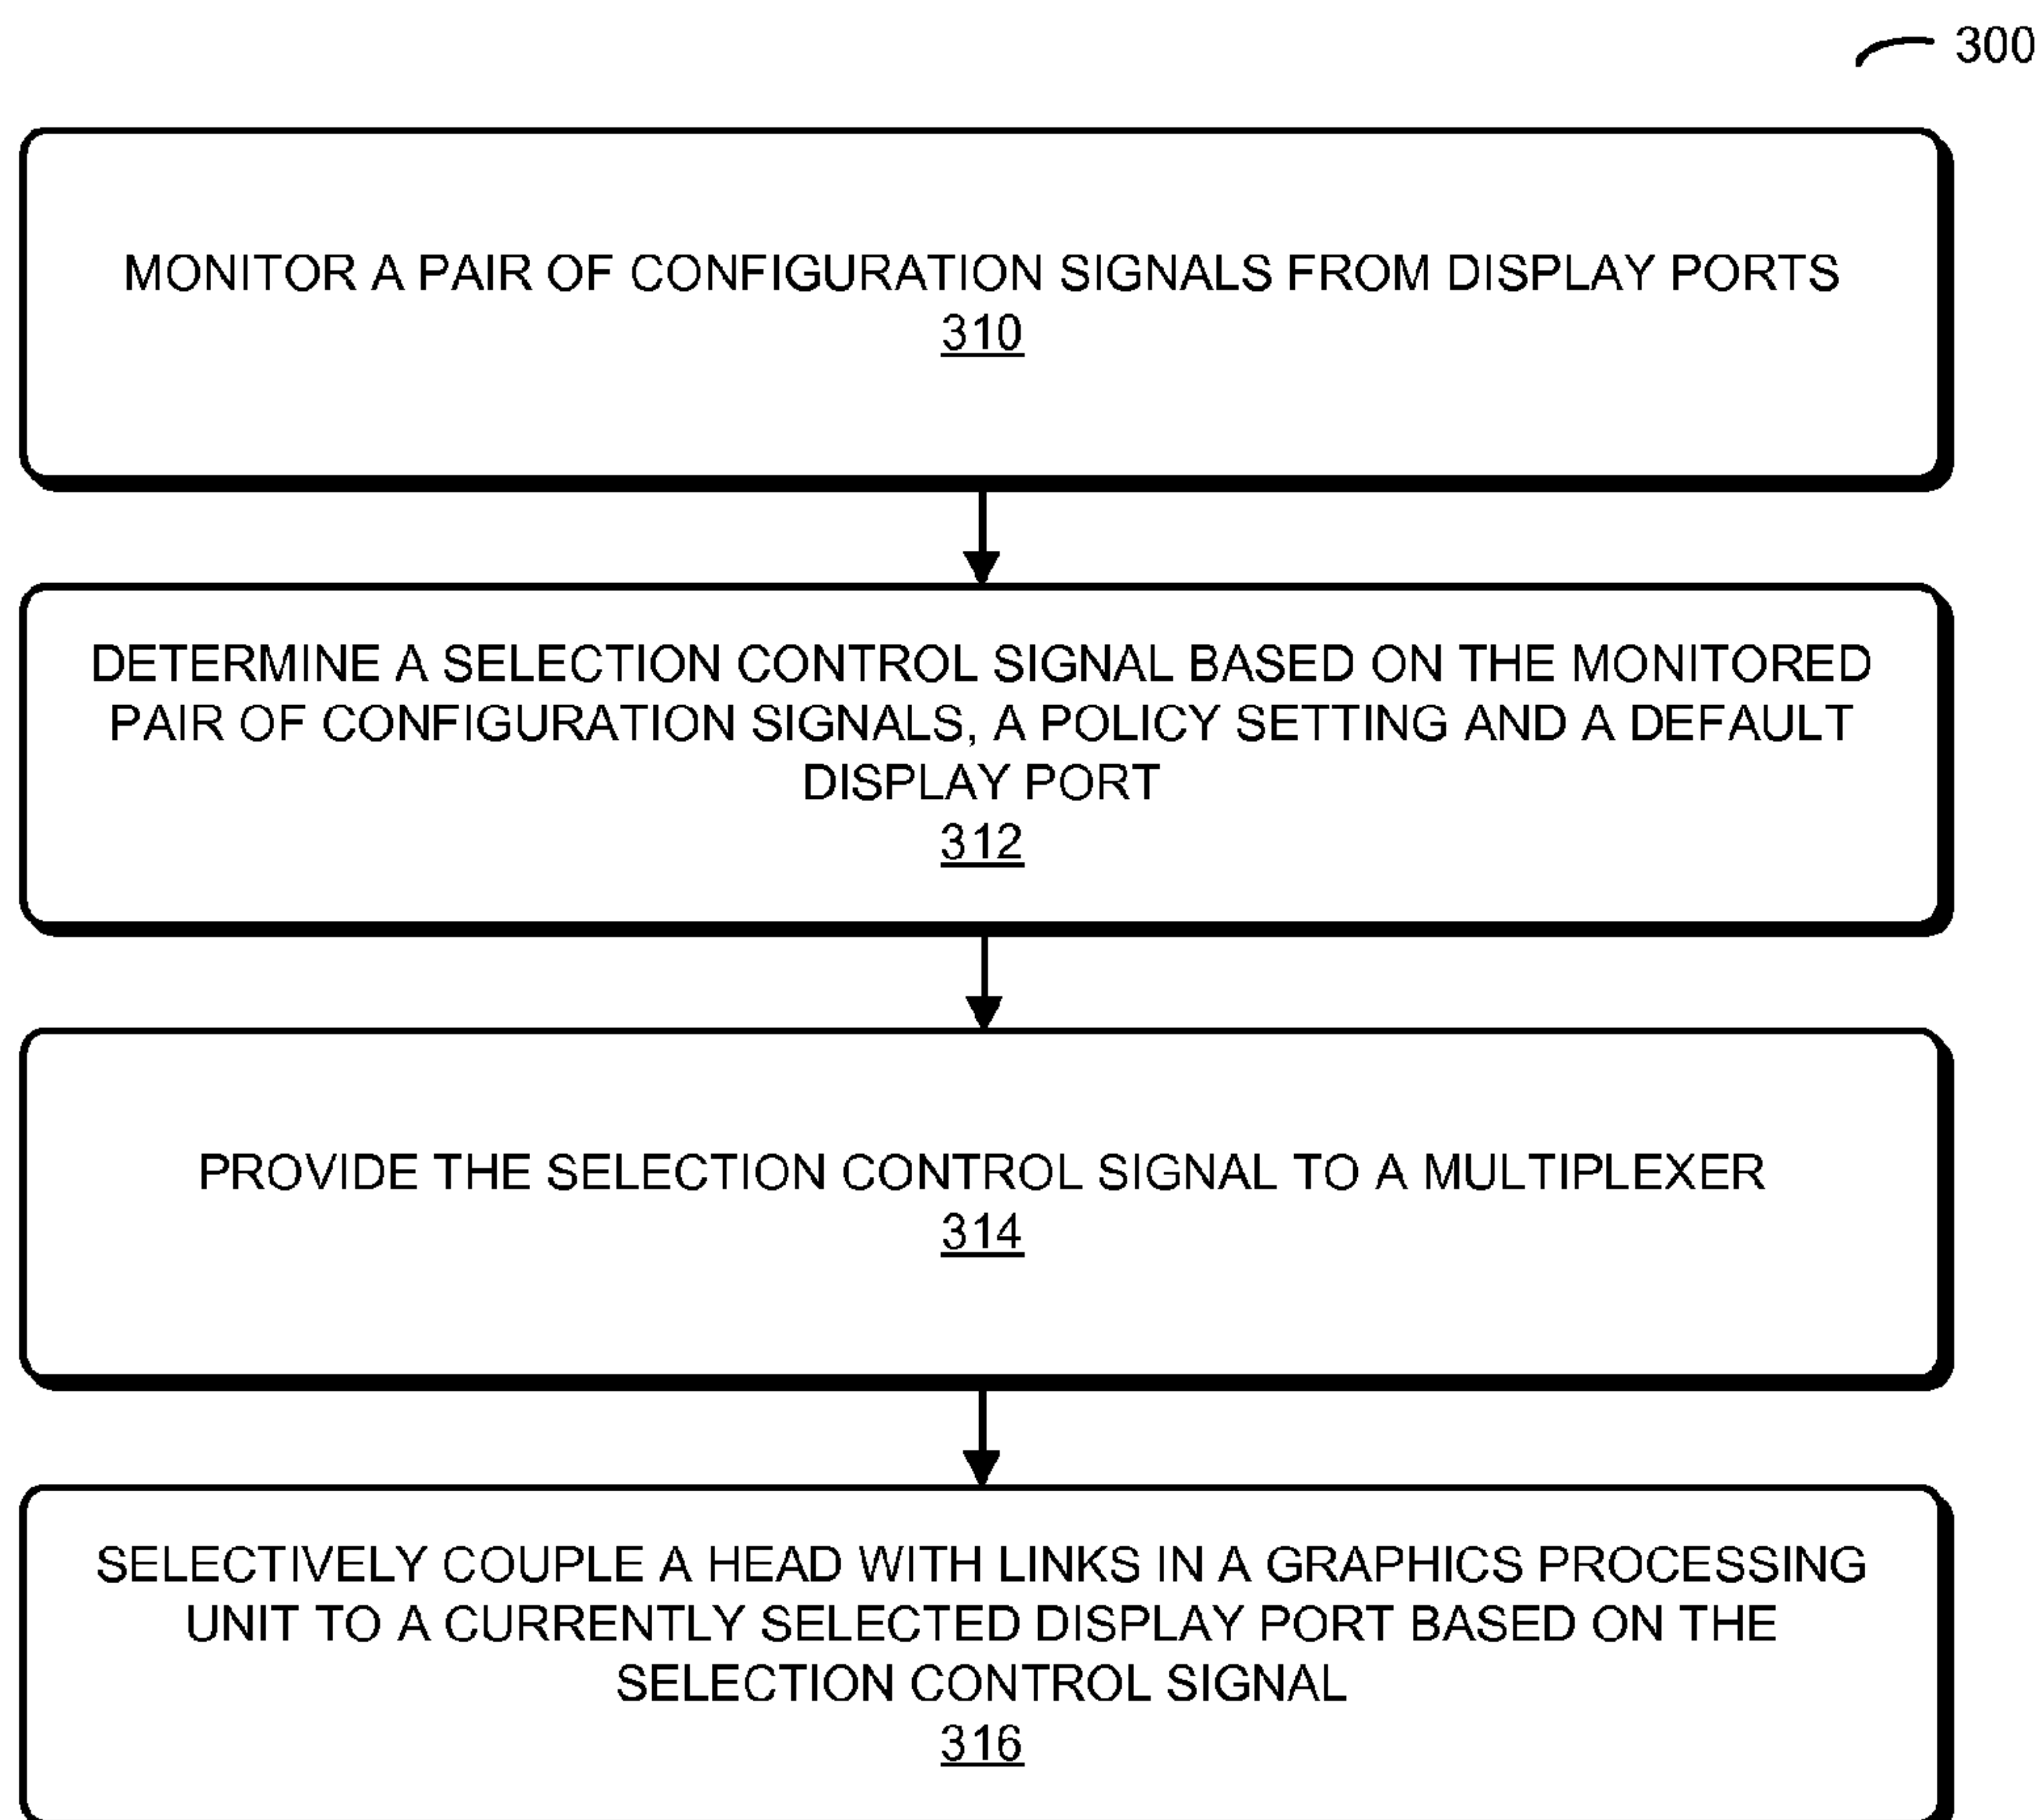 300
MONITOR A PAIR OF CONFIGURATION SIGNALS FROM DISPLAY PORTS
310
DETERMINE A SELECTION CONTROL SIGNAL BASED ON THE MONITORED
PAIR OF CONFIGURATION SIGNALS, A POLICY SETTING AND A DEFAULT
DISPLAY PORT
312
PROVIDE THE SELECTION CONTROL SIGNAL TO A MULTIPLEXER
314
SELECTIVELY COUPLE A HEAD WITH LINKS IN A GRAPHICS PROCESSING
UNIT TO A CURRENTLY SELECTED DISPLAY PORT BASED ON THE
SELECTION CONTROL SIGNAL
316